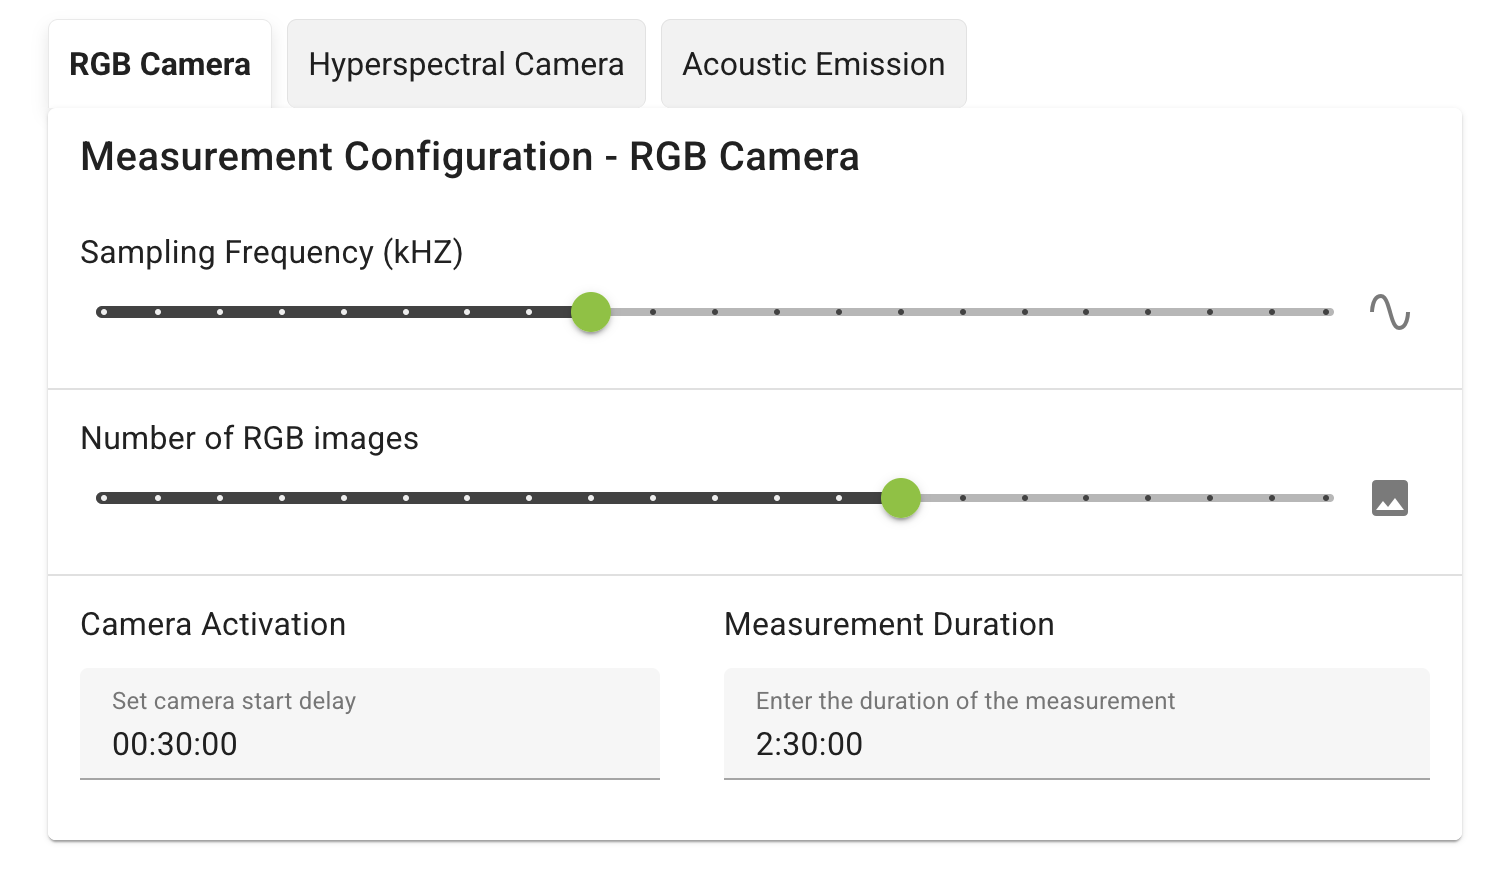 RGB Camera
Hyperspectral Camera
Acoustic Emission
Measurement Configuration - RGB Camera
Sampling Frequency (kHZ)
Number of RGB images
Camera Activation
Measurement Duration
Set camera start delay
00:30:00
Enter the duration of the measurement
2:30:00